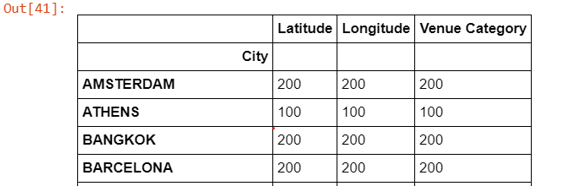 Out[41]:
Latitude Longitude Venue Category
City
AMSTERDAM 200 200 200
ATHENS 100 100 100
BANGKOK 200 200 200
BARCELONA 200 200 200